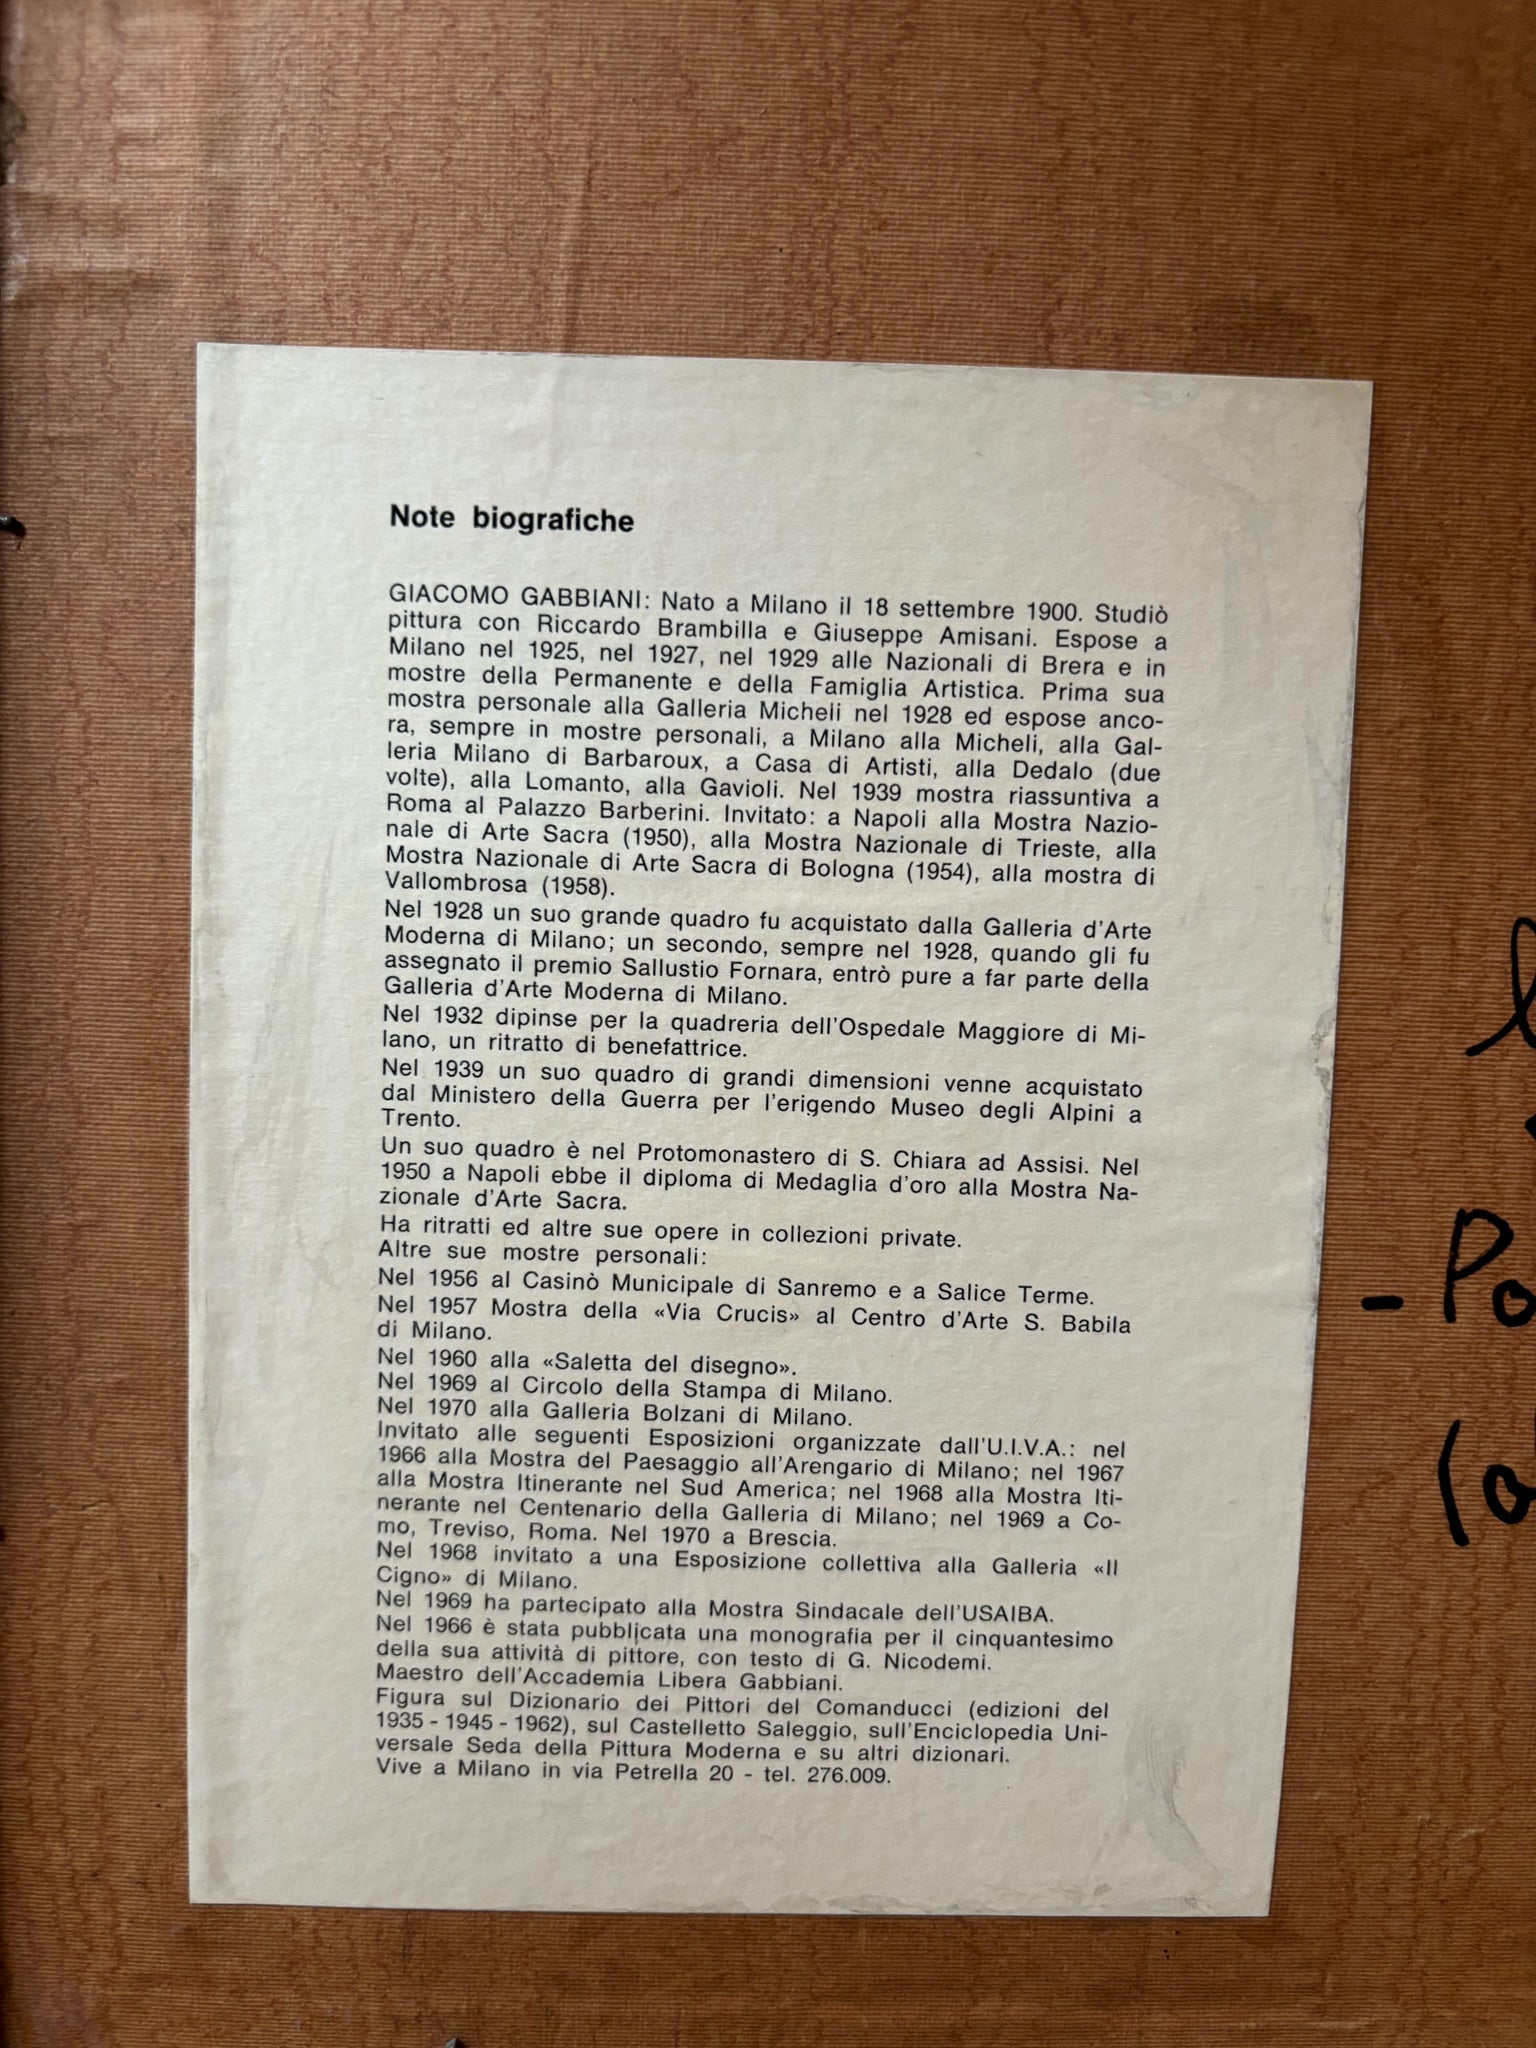 Note biografiche
GIACOMO GABBIANI: Nato a Milano il 18 settembre 1900. Studiò
pittura con Riccardo Brambilla e Giuseppe Amisani. Espose a
Milano nel 1925, nel 1927, nel 1929 alle Nazionali di Brera e in
mostre della Permanente e della Famiglia Artistica. Prima sua
mostra personale alla Galleria Micheli nel 1928 ed espose anco-
ra, sempre in mostre personali, a Milano alla Micheli, alla Gal-
leria Milano di Barbaroux, a Casa di Artisti, alla Dedalo (due
volte), alla Lomanto, alla Gavioli. Nel 1939 mostra riassuntiva a
Roma al Palazzo Barberini. Invitato: a Napoli alla Mostra Nazio-
nale di Arte Sacra (1950), alla Mostra Nazionale di Trieste, alla
Mostra Nazionale di Arte Sacra di Bologna (1954), alla mostra di
Vallombrosa (1958).
Nel 1928 un suo grande quadro fu acquistato dalla Galleria d'Arte
Moderna di Milano; un secondo, sempre nel 1928, quando gli fu
assegnato il premio Sallustio Fornara, entrò pure a far parte della
Galleria d'Arte Moderna di Milano.
Nel 1932 dipinse per la quadreria dell'Ospedale Maggiore di Mi-
lano, un ritratto di benefattrice.
Nel 1939 un suo quadro di grandi dimensioni venne acquistato
dal Ministero della Guerra per l'erigendo Museo degli Alpini a
Trento.
Un suo quadro è nel Protomonastero di S. Chiara ad Assisi. Nel
1950 a Napoli ebbe il diploma di Medaglia d'oro alla Mostra Na-
zionale d'Arte Sacra.
Ha ritratti ed altre sue opere in collezioni private.
Altre sue mostre personali:
Nel 1956 al Casinò Municipale di Sanremo e a Salice Terme.
Nel 1957 Mostra della «Via Crucis» al Centro d'Arte S. Babila
di Milano.
Nel 1960 alla «Saletta del disegno».
Nel 1969 al Circolo della Stampa di Milano.
Nel 1970 alla Galleria Bolzani di Milano.
Invitato alle seguenti Esposizioni organizzate dall'U.I.V.A.: nel
1966 alla Mostra del Paesaggio all'Arengario di Milano; nel 1967
alla Mostra Itinerante nel Sud America; nel 1968 alla Mostra Iti-
nerante nel Centenario della Galleria di Milano; nel 1969 a Co-
mo, Treviso, Roma. Nel 1970 a Brescia.
Nel 1968 invitato a una Esposizione collettiva alla Galleria «Il
Cigno» di Milano.
Nel 1969 ha partecipato alla Mostra Sindacale dell'USAIBA.
Nel 1966 è stata pubblicata una monografia per il cinquantesimo
della sua attività di pittore, con testo di G. Nicodemi.
Maestro dell'Accademia Libera Gabbiani.
Figura sul Dizionario dei Pittori del Comanducci (edizioni del
1935 - 1945 - 1962), sul Castelletto Saleggio, sull'Enciclopedia Uni-
versale Seda della Pittura Moderna e su altri dizionari.
Vive a Milano in via Petrella 20 - tel. 276.009.